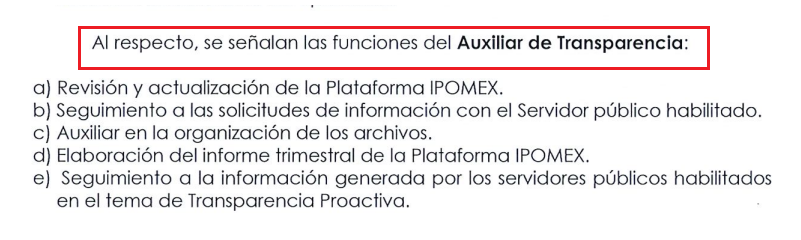 Al respecto, se señalan las funciones del Auxiliar de Transparencia:
a) Revisión y actualización de la Plataforma IPOMEX.
b) Seguimiento a las solicitudes de información con el Servidor público habilitado.
c) Auxiliar en la organización de los archivos.
d) Elaboración del informe trimestral de la Plataforma IPOMEX.
e) Seguimiento a la información generada por los servidores públicos habilitados
en el tema de Transparencia Proactiva.